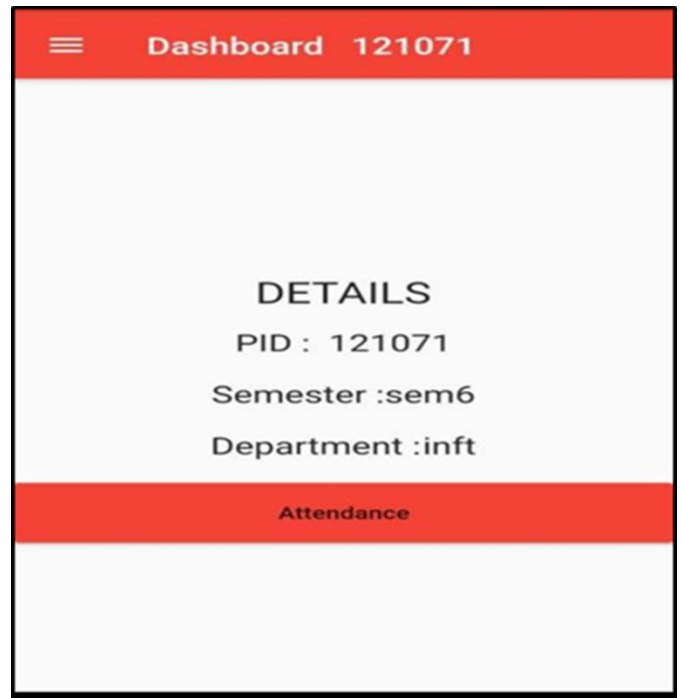 Dashboard 121071
DETAILS
PID : 121071
Semester :sem6
Department :inft
Attendance